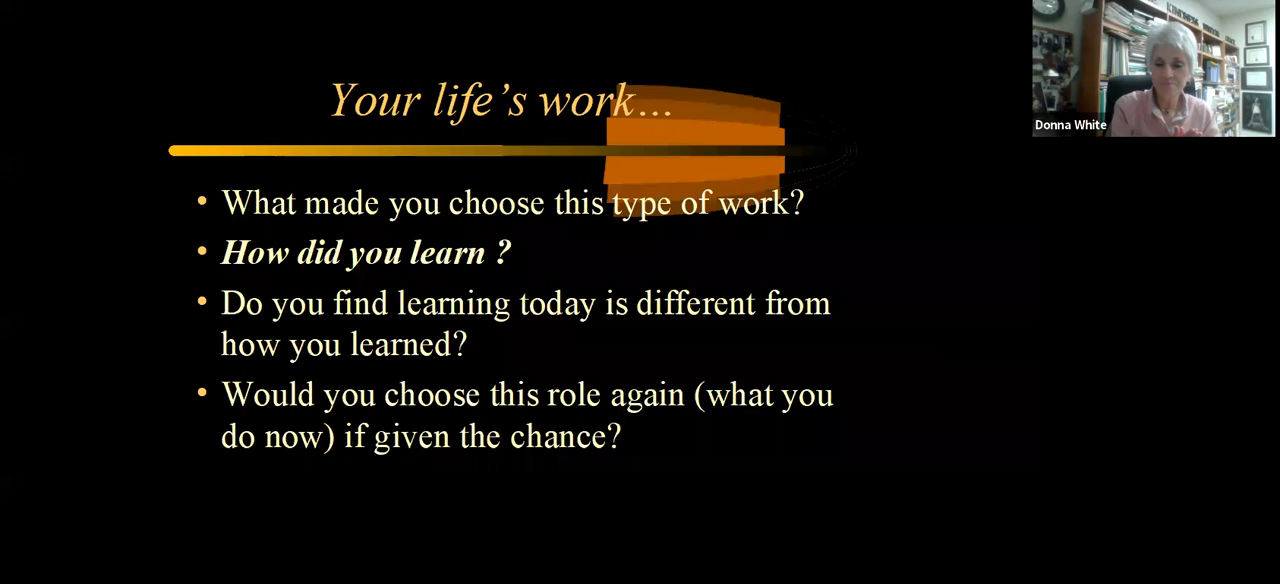 Your life’s work…
What made you choose this type of work?
How did you learn ?
Do you find learning today is different from
how you learned?
Would you choose this role again (what you
do now) if given the chance?
KINDNESS
Donna White